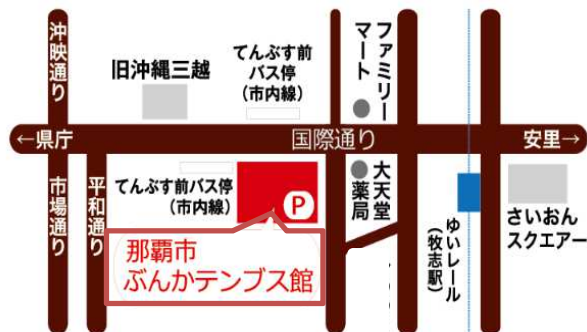 沖映通り
旧沖縄三越
てんぶす前
バス停
(市内線)
ファミリー
マート
←県庁
国際通り
安里→
市場通り
平和通り
てんぶす前バス停
(市内線)
P
大天堂
薬局
ゆいレール
(牧志駅)
さいおん
スクエアー
那覇市
ぶんかテンブス館